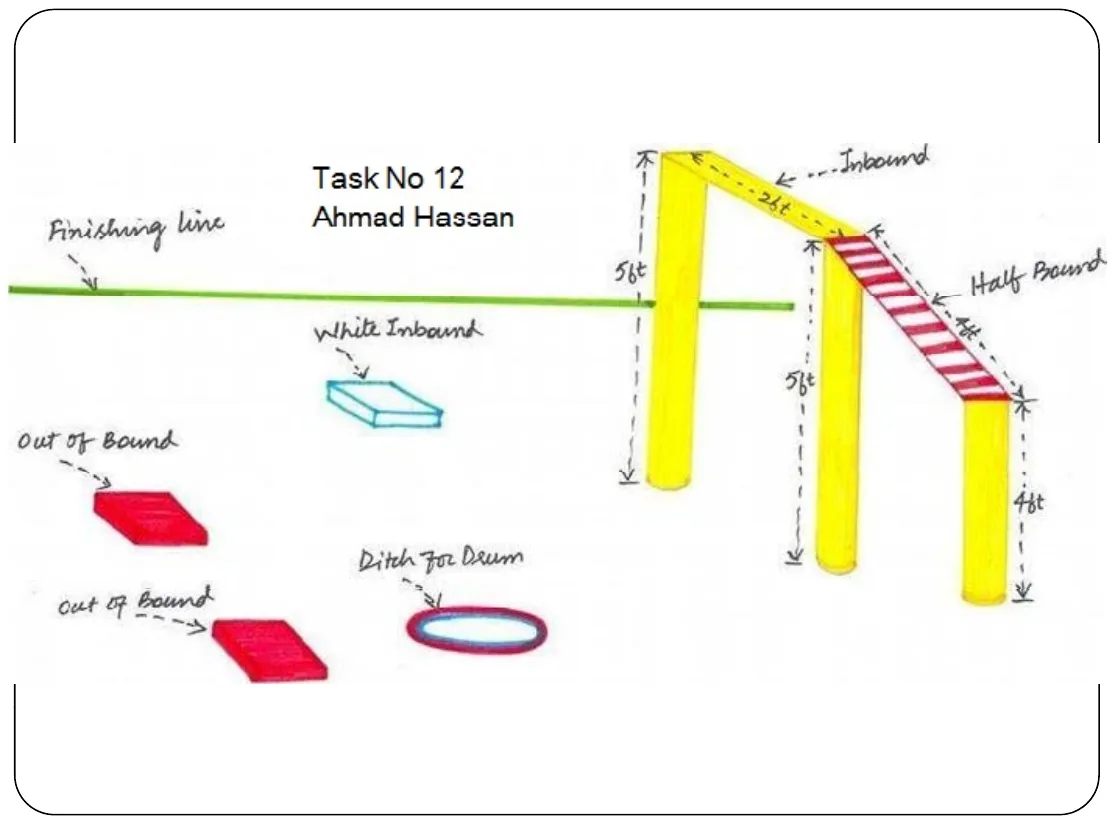 Task No 12
Ahmad Hassan
Inbound
2ft
Finishing line
5ft
Half Bound
4ft
White Inbound
5ft
Out of Bound
4ft
Ditch For Drum
Out of Bound